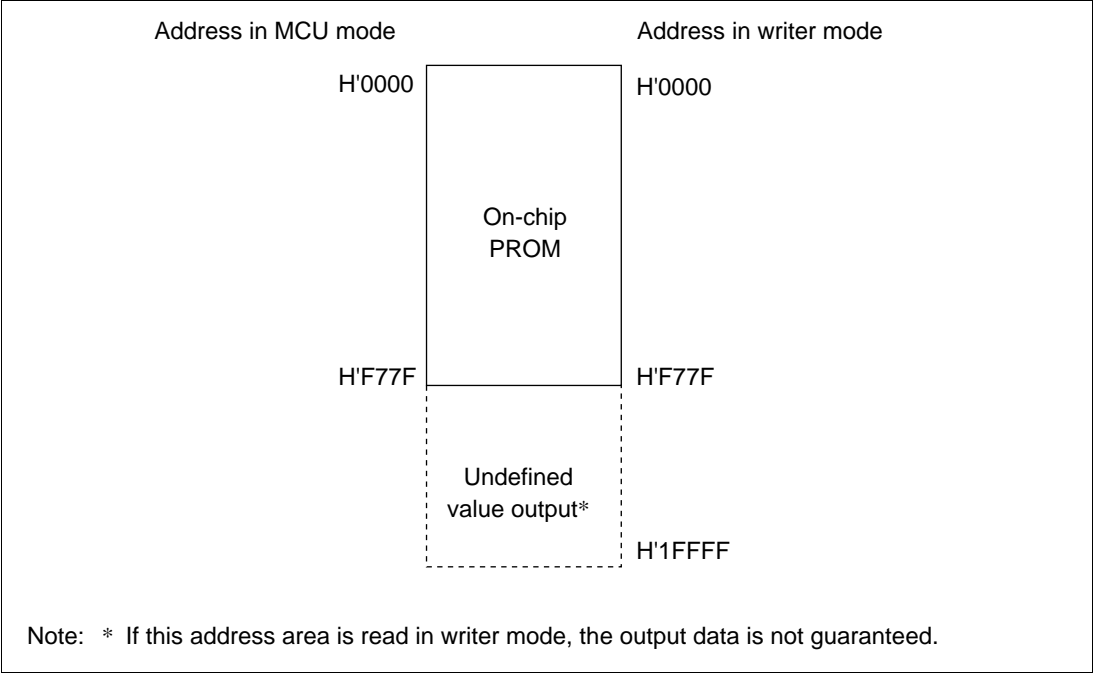 Address in MCU mode
Address in writer mode
H'0000
H'0000
On-chip
PROM
H'F77F
H'F77F
Undefined
value output*
H'1FFFF
Note: * If this address area is read in writer mode, the output data is not guaranteed.